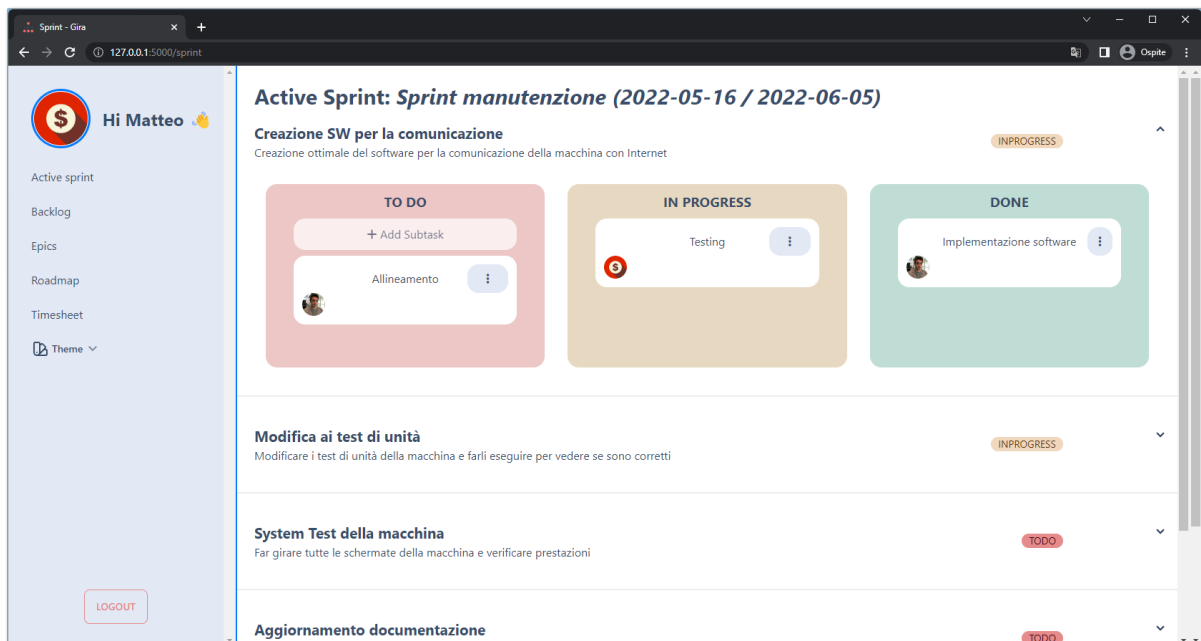 Sprint - Gira
127.0.0.1:5000/sprint
Ospite
Hi Matteo 👋
Active sprint
Backlog
Epics
Roadmap
Timesheet
Theme
LOGOUT
Active Sprint: Sprint manutenzione (2022-05-16 / 2022-06-05)
Creazione SW per la comunicazione
Creazione ottimale del software per la comunicazione della macchina con Internet
INPROGRESS
TO DO
+ Add Subtask
Allineamento
IN PROGRESS
Testing
DONE
Implementazione software
Modifica ai test di unità
Modificare i test di unità della macchina e farli eseguire per vedere se sono corretti
INPROGRESS
System Test della macchina
Far girare tutte le schermate della macchina e verificare prestazioni
TODO
Aggiornamento documentazione
TODO